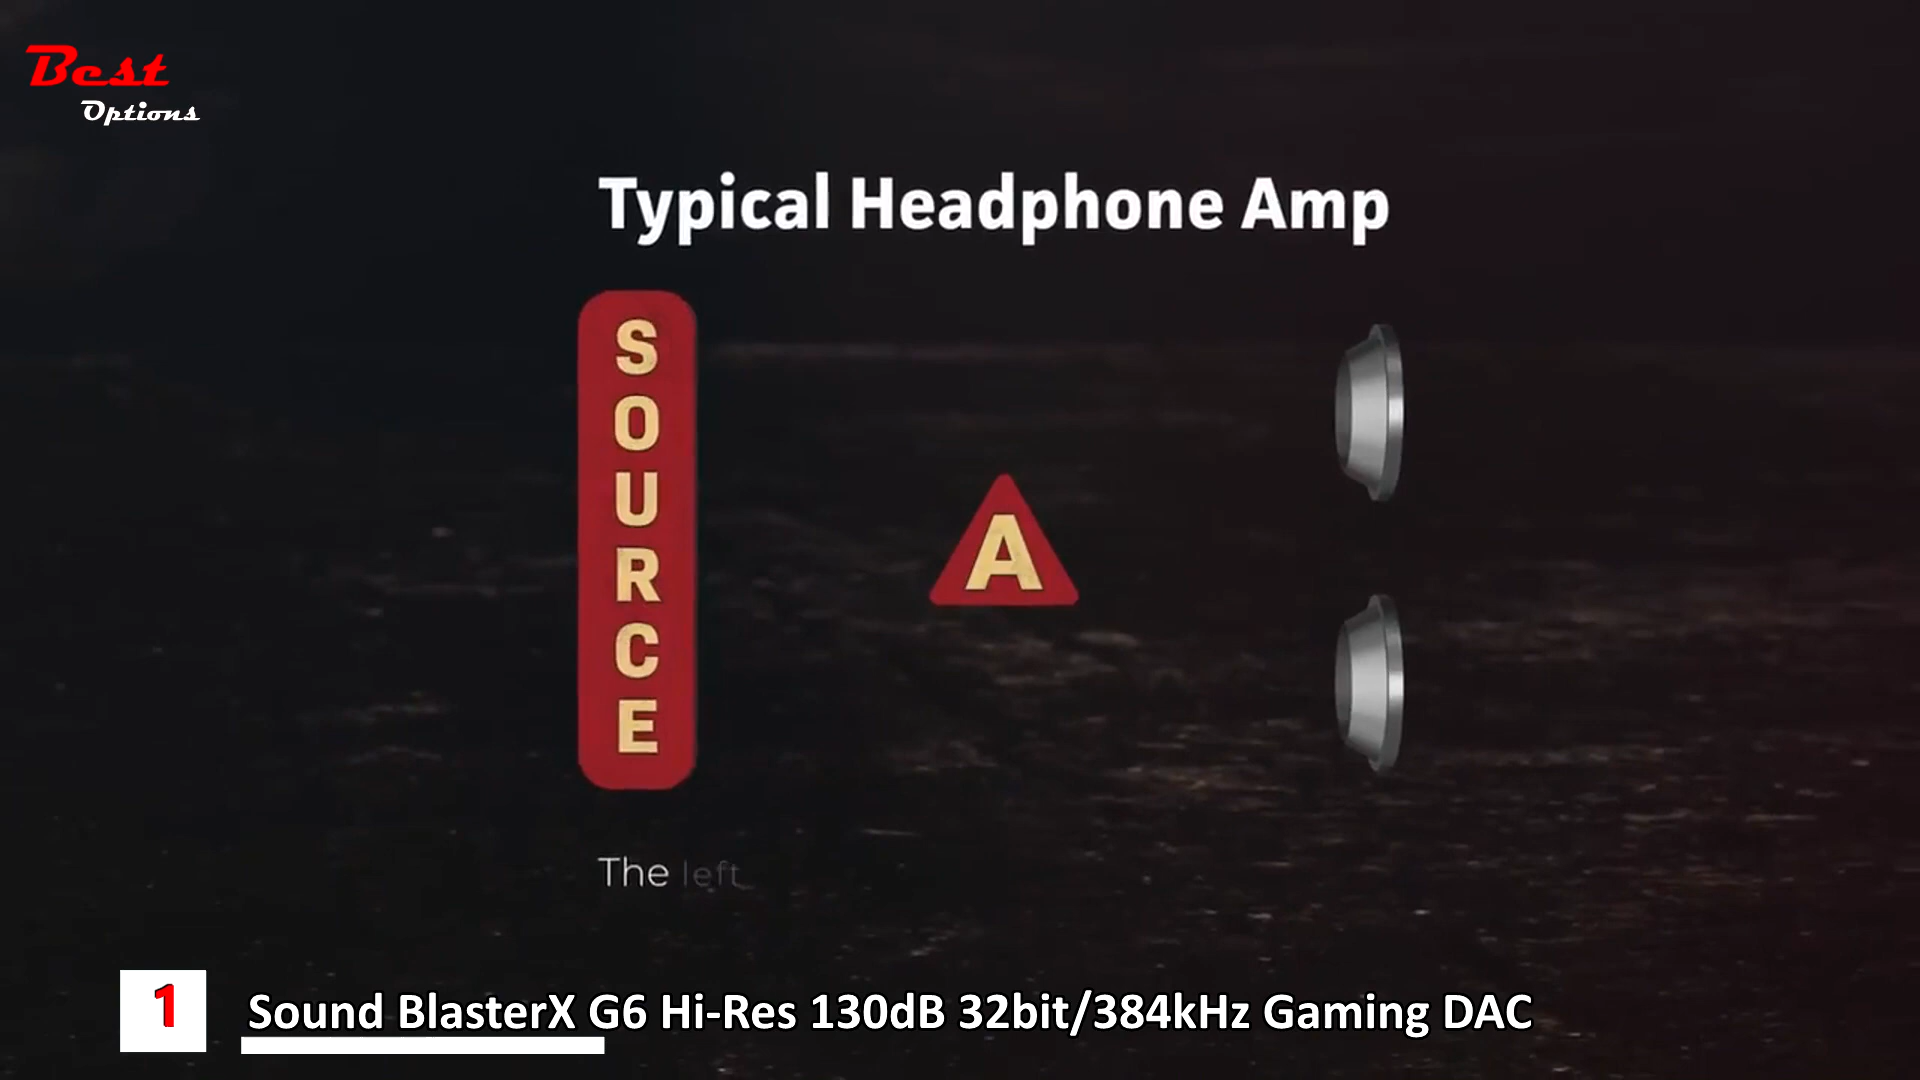 Best
Options
Typical Headphone Amp
SOURCE
A
The left
1
Sound BlasterX G6 Hi-Res 130dB 32bit/384kHz Gaming DAC